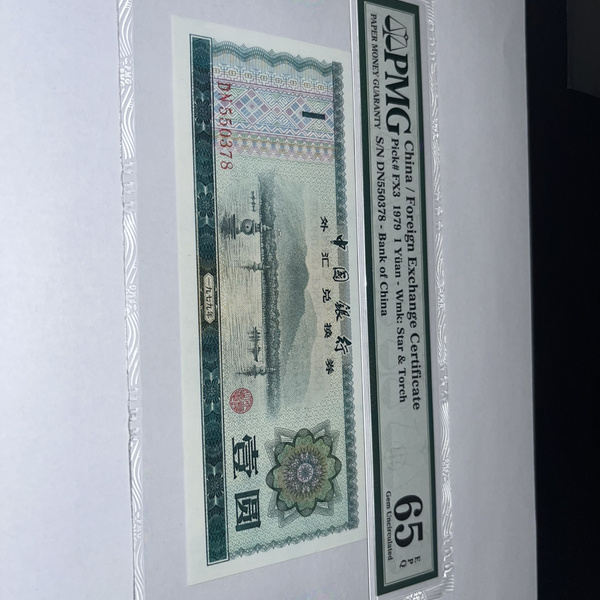 PMG
PAPER MONEY GUARANTY
China / Foreign Exchange Certificate
Pick# FX3 1979 1 Yüan - Wmk: Star & Torch
S/N DN550378 - Bank of China
65 EPQ
Gem Uncirculated
中國銀行
外汇兑换券
DN550378
1
壹圆
一九七九年